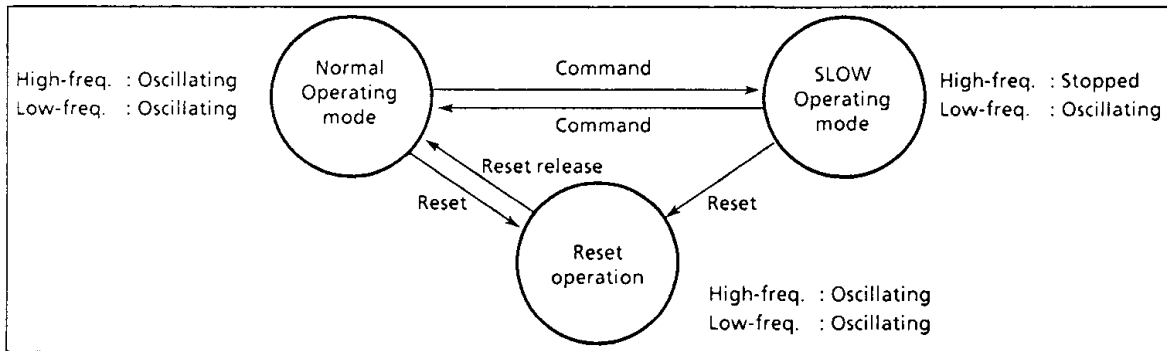 High-freq. : Oscillating
Low-freq. : Oscillating
Normal
Operating
mode
Command
Command
SLOW
Operating
mode
High-freq. : Stopped
Low-freq. : Oscillating
Reset release
Reset
Reset
Reset
operation
High-freq. : Oscillating
Low-freq. : Oscillating